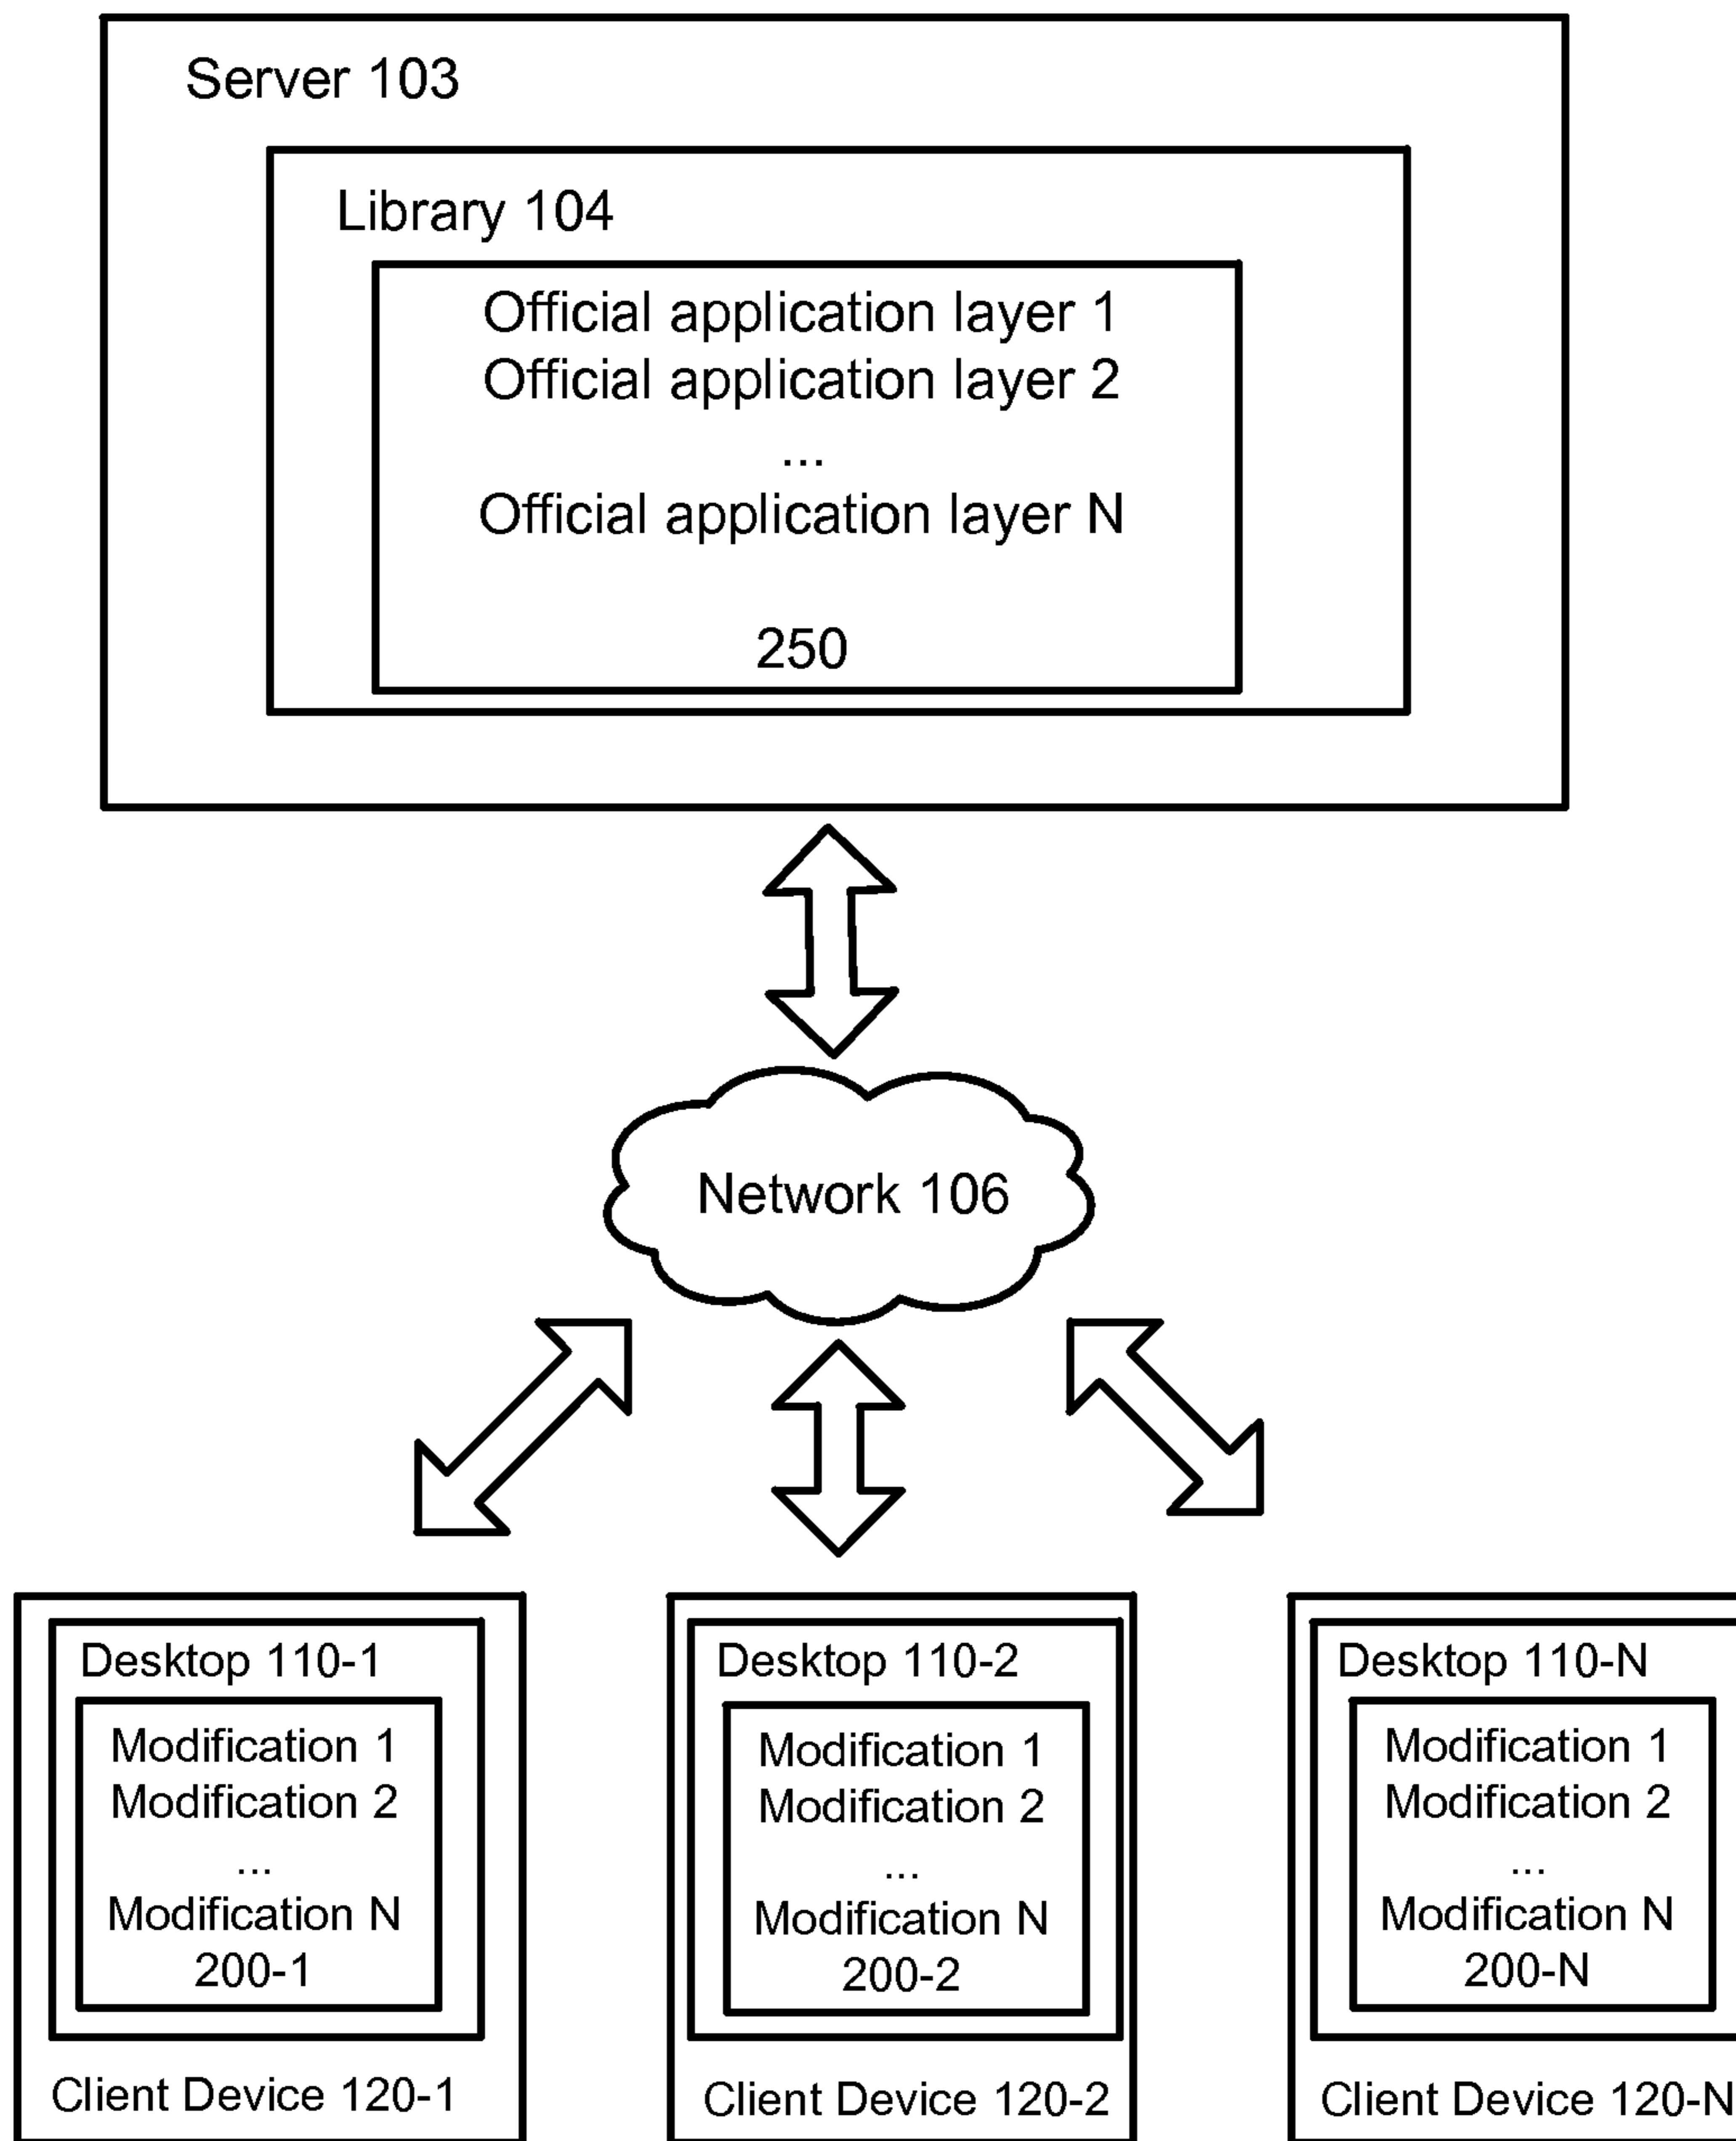 Server 103
Library 104
Official application layer 1
Official application layer 2
...
Official application layer N
250
Network 106
Desktop 110-1
Modification 1
Modification 2
...
Modification N
200-1
Client Device 120-1
Desktop 110-2
Modification 1
Modification 2
...
Modification N
200-2
Client Device 120-2
Desktop 110-N
Modification 1
Modification 2
...
Modification N
200-N
Client Device 120-N